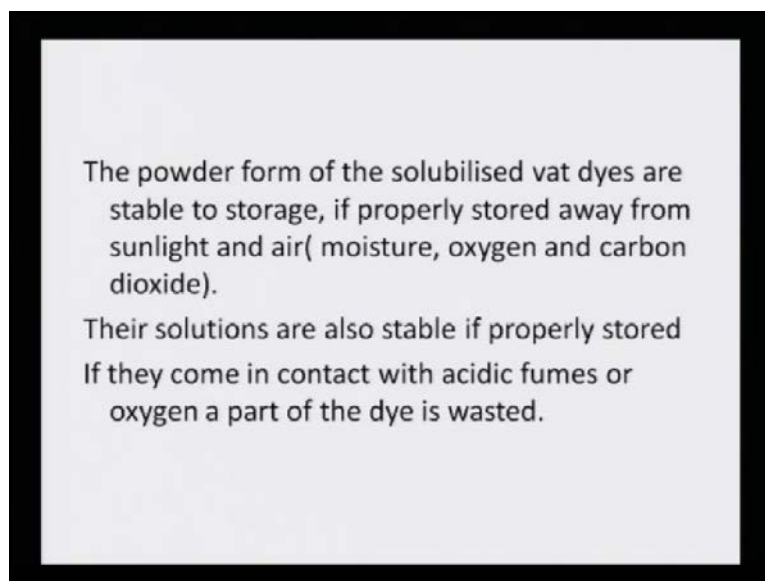 The powder form of the solubilised vat dyes are
stable to storage, if properly stored away from
sunlight and air( moisture, oxygen and carbon
dioxide).
Their solutions are also stable if properly stored
If they come in contact with acidic fumes or
oxygen a part of the dye is wasted.